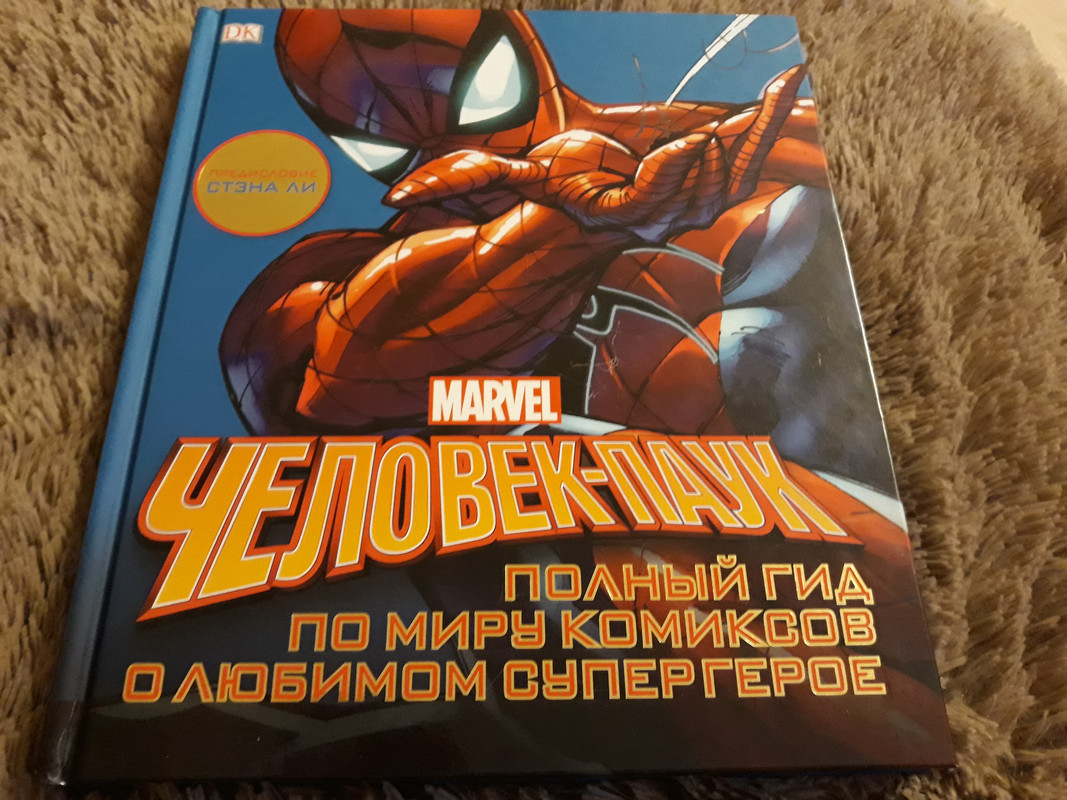 DK
ПРЕДИСЛОВИЕ
СТЭНА ЛИ
MARVEL
ЧЕЛОВЕК-ПАУК
ПОЛНЫЙ ГИД
ПО МИРУ КОМИКСОВ
О ЛЮБИМОМ СУПЕРГЕРОЕ